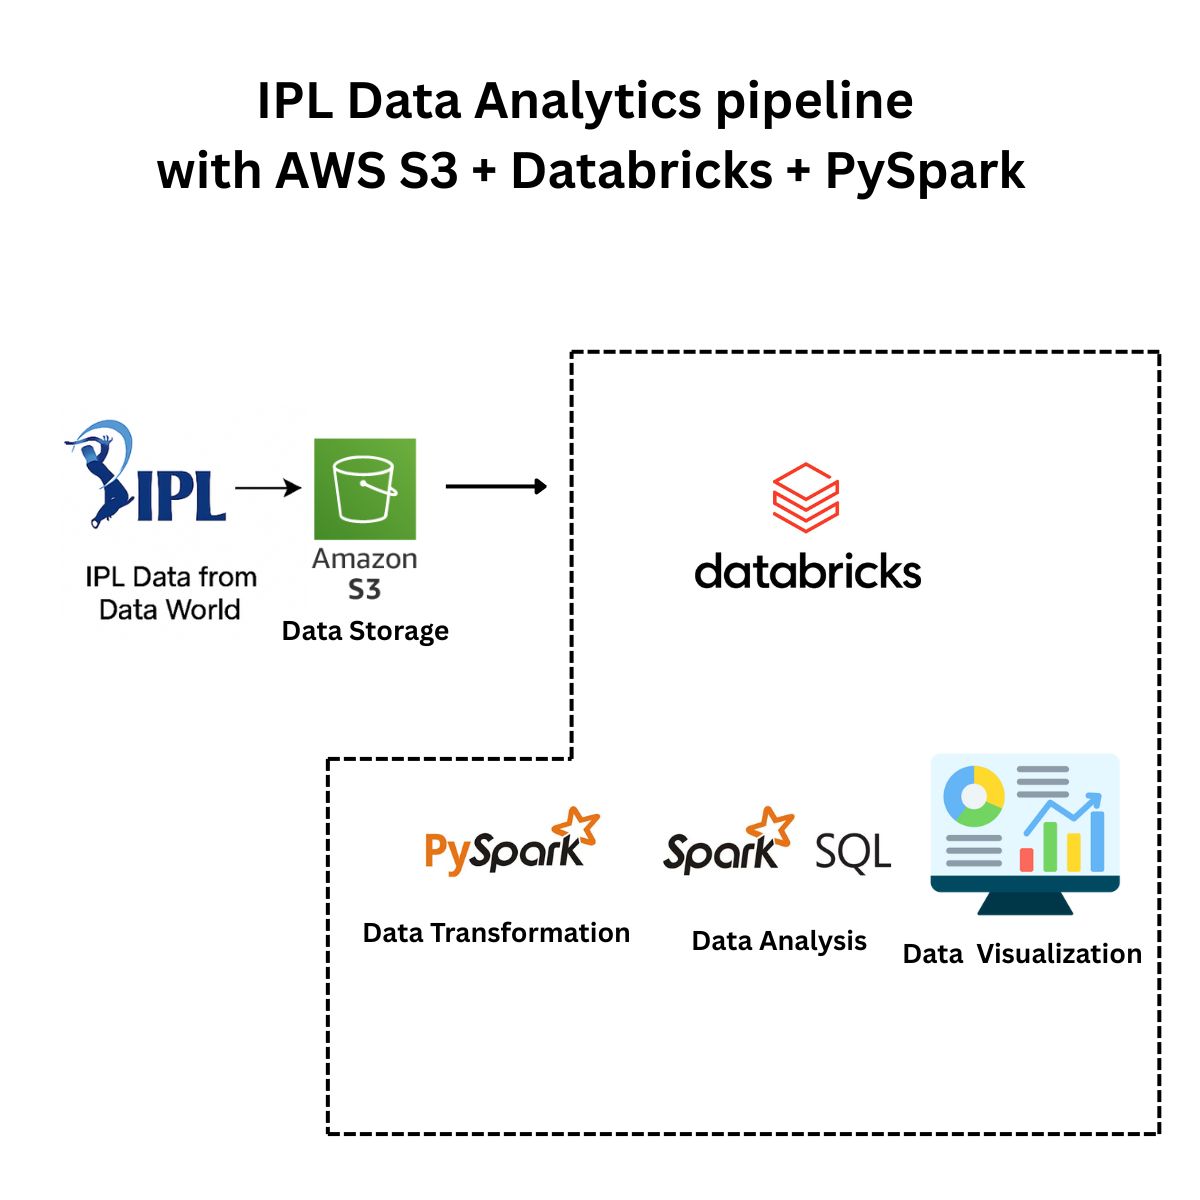 IPL Data Analytics pipeline
with AWS S3 + Databricks + PySpark
IPL
IPL Data from
Data World
Amazon
S3
Data Storage
databricks
PySpark
Data Transformation
Spark SQL
Data Analysis
Data  Visualization